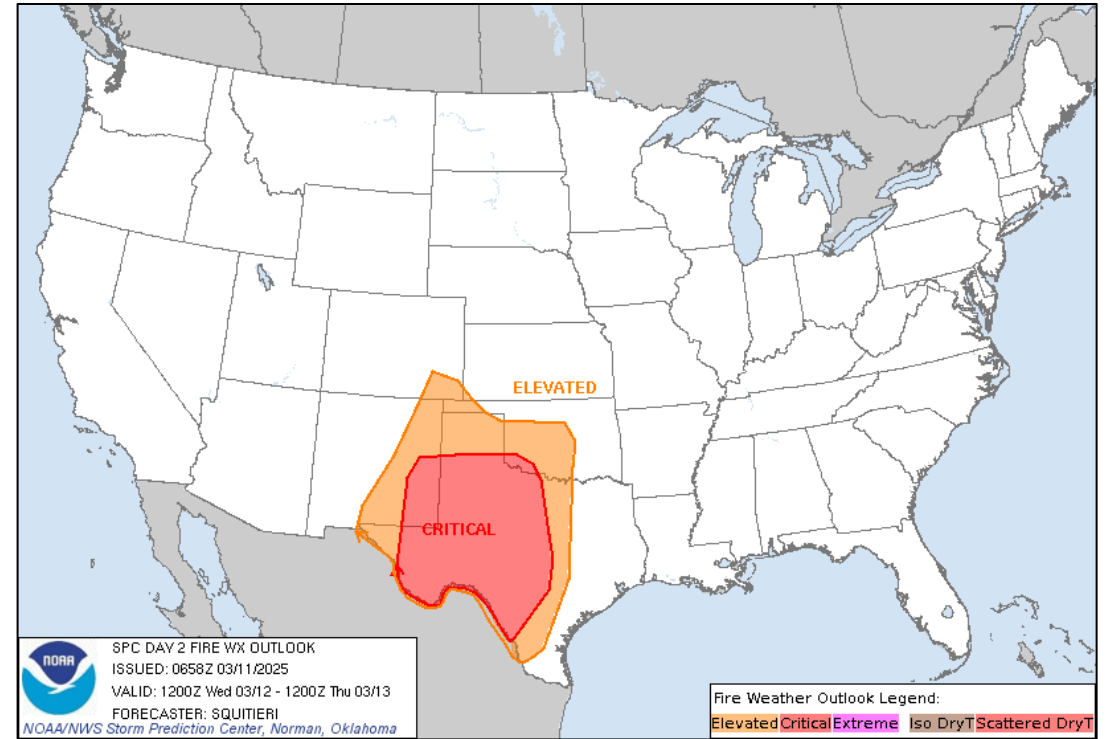 ELEVATED
CRITICAL
NOAA
SPC DAY 2 FIRE WX OUTLOOK
ISSUED: 0658Z 03/11/2025
VALID: 1200Z Wed 03/12 - 1200Z Thu 03/13
FORECASTER: SQUITIERI
NOAA/NWS Storm Prediction Center, Norman, Oklahoma
Fire Weather Outlook Legend:
Elevated Critical Extreme Iso DryT Scattered DryT